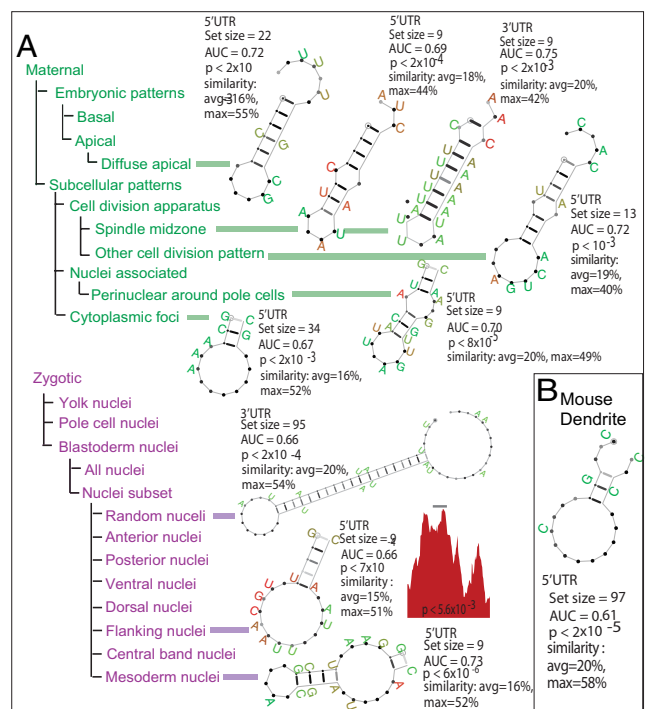 A
5'UTR
Set size = 22
AUC = 0.72
p < 2x10
-3
similarity:
avg=16%,
max=55%
5'UTR
Set size = 9
AUC = 0.69
p < 2x10 -4
similarity: avg=18%,
max=44%
3'UTR
Set size = 9
AUC = 0.75
p < 2x10 -3
similarity: avg=20%,
max=42%
Maternal
Embryonic patterns
Basal
Apical
Diffuse apical
Subcellular patterns
Cell division apparatus
Spindle midzone
Other cell division pattern
Nuclei associated
Perinuclear around pole cells
Cytoplasmic foci
5'UTR
Set size = 13
AUC = 0.72
p < 10 -3
similarity:
avg=19%,
max=40%
5'UTR
Set size = 9
AUC = 0.70
p < 8x10 -5
similarity: avg=20%, max=49%
5'UTR
Set size = 34
AUC = 0.67
p < 2x10 -3
similarity: avg=16%,
max=52%
Zygotic
Yolk nuclei
Pole cell nuclei
Blastoderm nuclei
All nuclei
Nuclei subset
Random nuceli
Anterior nuclei
Posterior nuclei
Ventral nuclei
Dorsal nuclei
Flanking nuclei
Central band nuclei
Mesoderm nuclei
3'UTR
Set size = 95
AUC = 0.66
p < 2x10 -4
similarity: avg=20%,
max=54%
5'UTR
Set size = 9
-4
AUC = 0.66
p < 7x10
similarity :
avg=15%,
max=51%
p < 5.6x10 -3
5'UTR
Set size = 9
AUC = 0.73
p < 6x10 -6
similarity: avg=16%,
max=52%
B
Mouse
Dendrite
5'UTR
Set size = 97
AUC = 0.61
p < 2x10 -5
similarity :
avg=20%,
max=58%